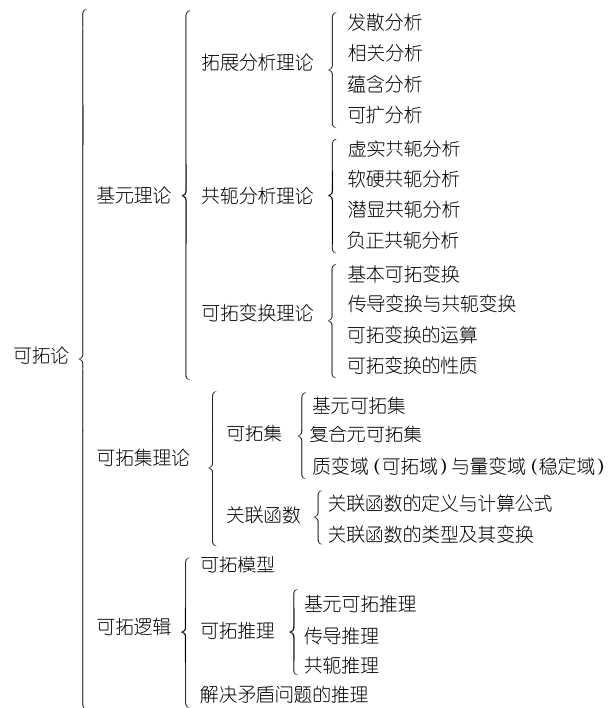 可拓论
基元理论
拓展分析理论
发散分析
相关分析
蕴含分析
可扩分析
共轭分析理论
虚实共轭分析
软硬共轭分析
潜显共轭分析
负正共轭分析
可拓变换理论
基本可拓变换
传导变换与共轭变换
可拓变换的运算
可拓变换的性质
可拓集理论
可拓集
基元可拓集
复合元可拓集
质变域(可拓域)与量变域(稳定域)
关联函数
关联函数的定义与计算公式
关联函数的类型及其变换
可拓逻辑
可拓模型
可拓推理
基元可拓推理
传导推理
共轭推理
解决矛盾问题的推理